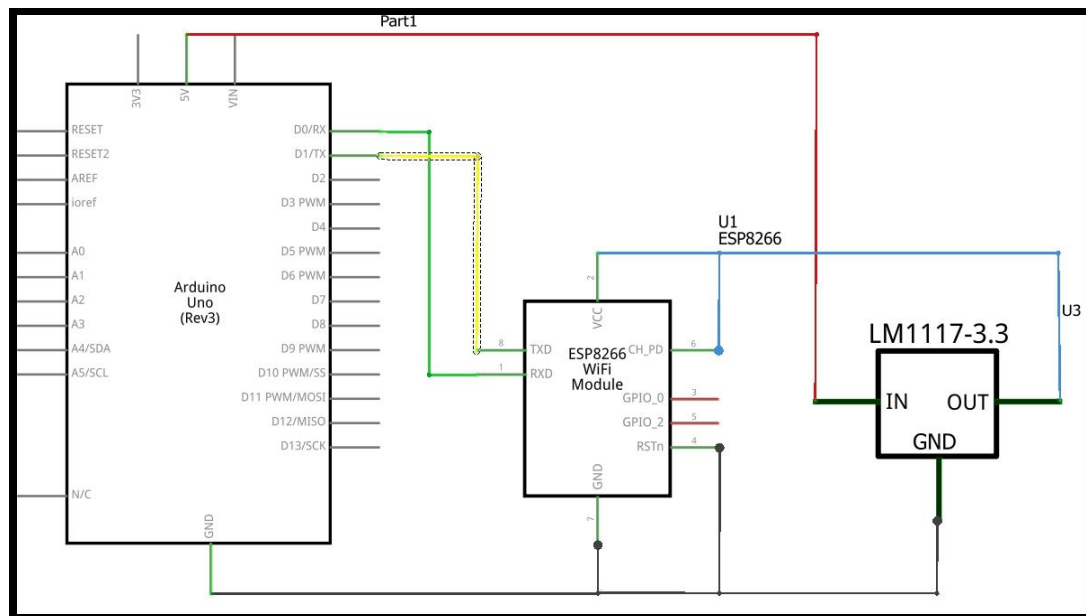 Part1
3V3
5V
VIN
RESET
RESET2
AREF
ioref
A0
A1
A2
A3
A4/SDA
A5/SCL
N/C
Arduino
Uno
(Rev3)
D0/RX
D1/TX
D2
D3 PWM
D4
D5 PWM
D6 PWM
D7
D8
D9 PWM
D10 PWM/SS
D11 PWM/MOSI
D12/MISO
D13/SCK
GND
U1
ESP8266
2
VCC
8
TXD
1
RXD
ESP8266
WiFi
Module
CH_PD
6
GPIO_0
3
GPIO_2
5
RSTn
4
GND
7
U3
LM1117-3.3
IN
OUT
GND